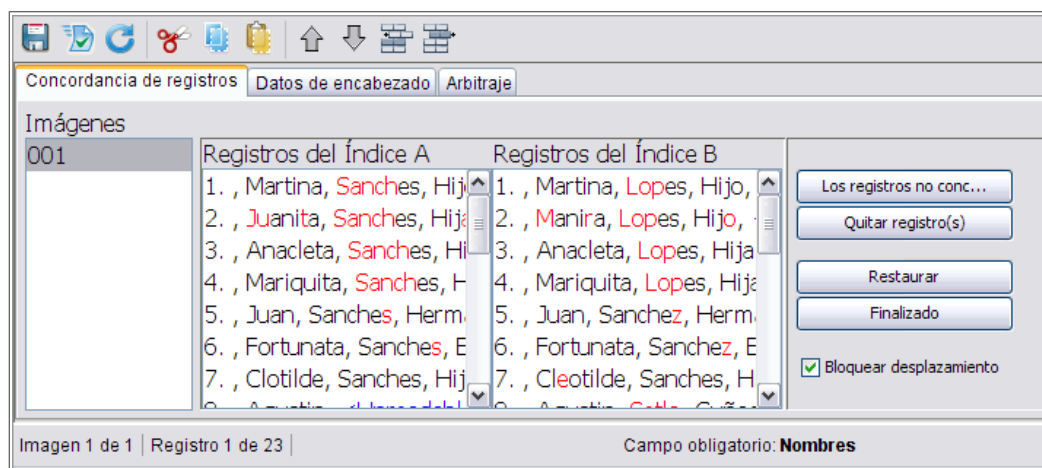 Concordancia de registros Datos de encabezado Arbitraje
Imágenes
001
Registros del Índice A
1. , Martina, Sanches, Hij
2. , Juanita, Sanches, Hija
3. , Anacleta, Sanches, Hi
4. , Mariquita, Sanches, H
5. , Juan, Sanches, Herm
6. , Fortunata, Sanches, E
7. , Clotilde, Sanches, Hij
Registros del Índice B
1. , Martina, Lopes, Hijo,
2. , Manira, Lopes, Hijo,
3. , Anacleta, Lopes, Hija
4. , Mariquita, Lopes, Hija
5. , Juan, Sanchez, Herm
6. , Fortunata, Sanchez, E
7. , Cleotilde, Sanches, H
Los registros no conc...
Quitar registro(s)
Restaurar
Finalizado
Bloquear desplazamiento
Imagen 1 de 1 Registro 1 de 23 Campo obligatorio: Nombres